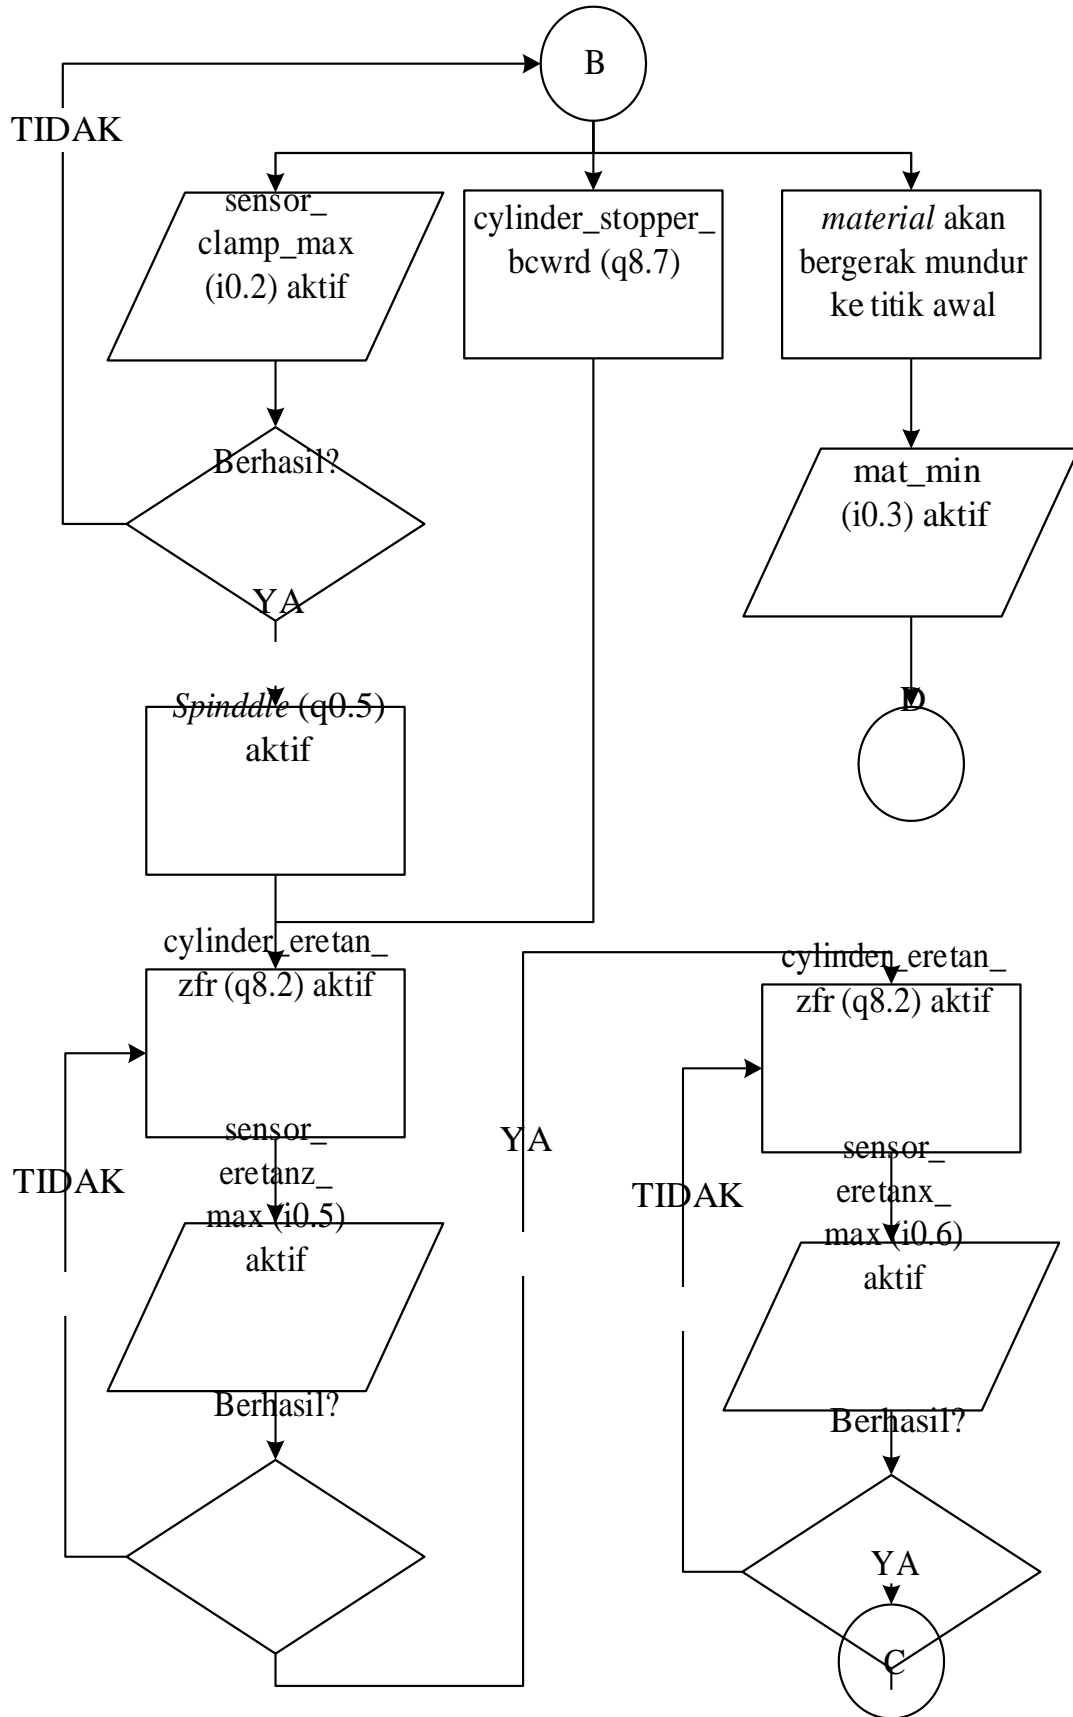 B
TIDAK
sensor_
clamp_max
(i0.2) aktif
cylinder_stopper_
bcwrd (q8.7)
material akan
bergerak mundur
ke titik awal
Berhasil?
mat_min
(i0.3) aktif
YA
Spinddle (q0.5)
aktif
D
cylinder_eretan_
zfr (q8.2) aktif
cylinder_eretan_
zfr (q8.2) aktif
sensor_
eretanz_
max (i0.5)
aktif
TIDAK
YA
sensor_
eretanx_
max (i0.6)
aktif
TIDAK
Berhasil?
Berhasil?
YA
C